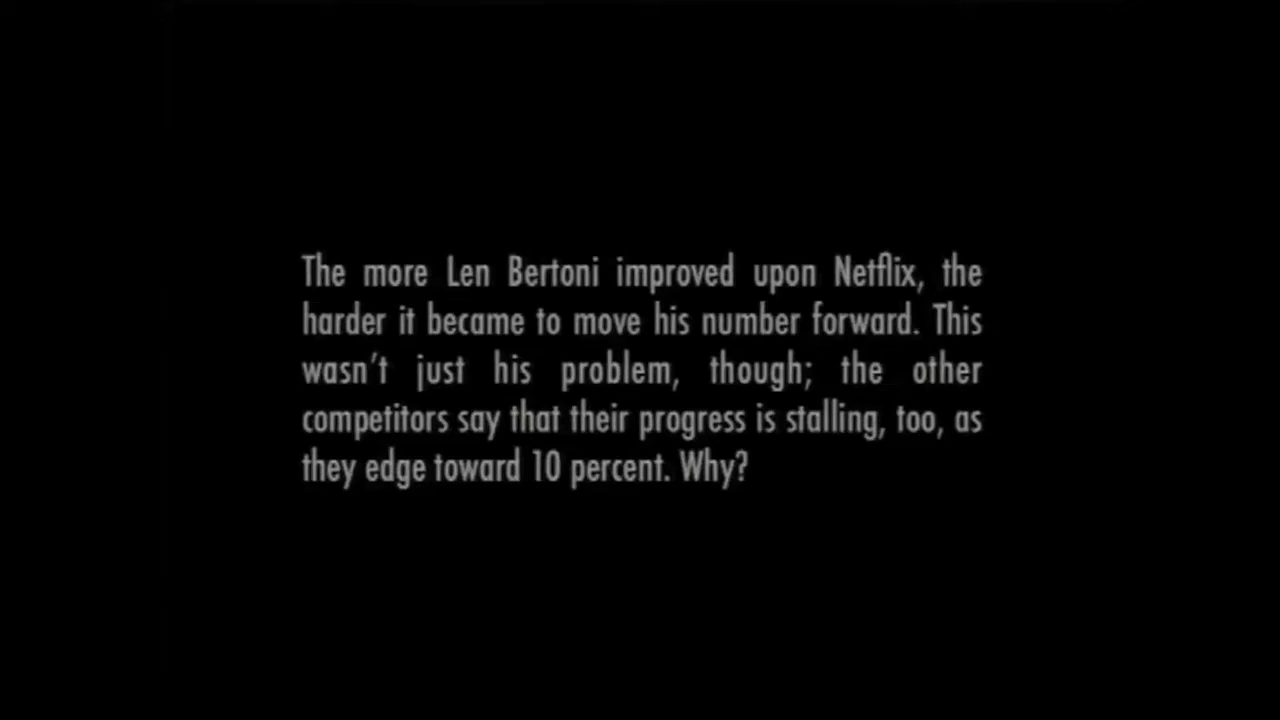 The more Len Bertoni improved upon Netflix, the
harder it became to move his number forward. This
wasn't just his problem, though; the other
competitors say that their progress is stalling, too, as
they edge toward 10 percent. Why?